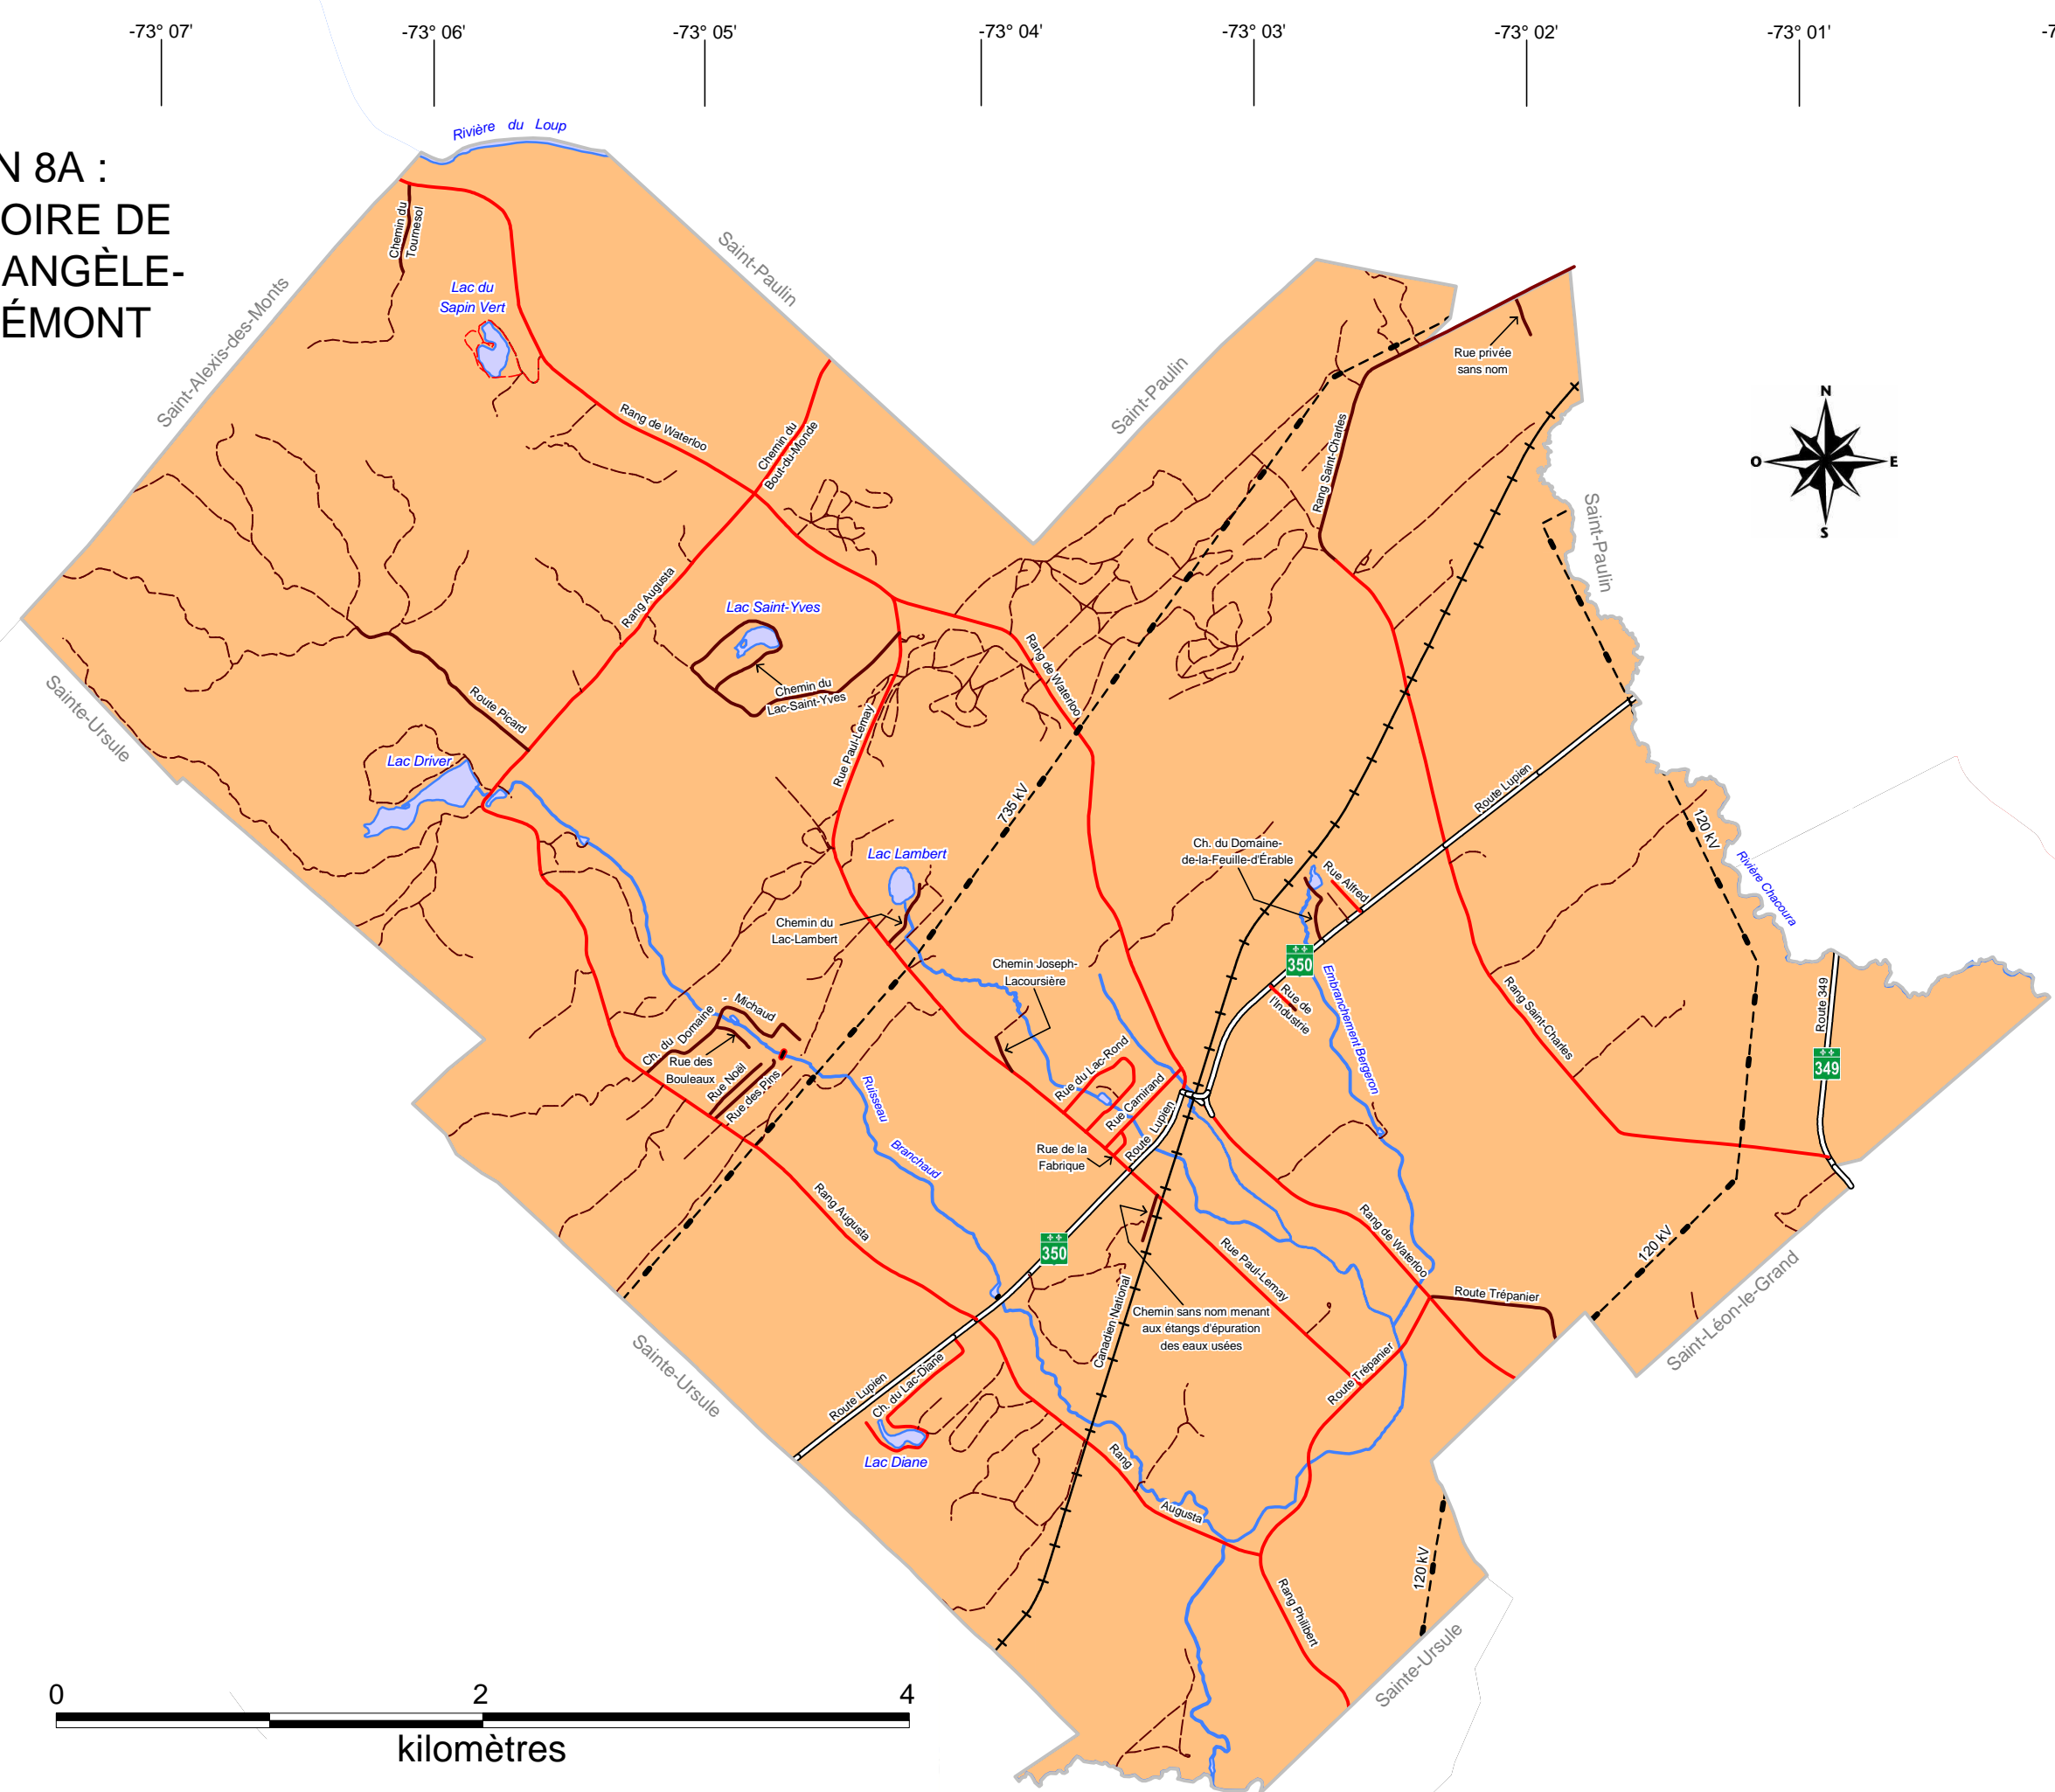 -73° 07'
-73° 06'
-73° 05'
-73° 04'
-73° 03'
-73° 02'
-73° 01'
N 8A :
OIRE DE
ANGÈLE-
ÉMONT
Rivière du Loup
Chemin du
Tournesol
Saint-Alexis-des-Monts
Saint-Paulin
Lac du
Sapin Vert
Rang de Waterloo
Chemin du
Bout-du-Monde
Saint-Paulin
Rue privée
sans nom
Rang Saint-Charles
N
O
E
S
Saint-Paulin
Rang Augusta
Lac Saint-Yves
Chemin du
Lac-Saint-Yves
Rang de Waterloo
Sainte-Ursule
Route Picard
Lac Driver
Rue Paul-Lemay
735 kV
Route Lupien
120 kV
Rivière Chacoura
Lac Lambert
Ch. du Domaine-
de-la-Feuille-d'Érable
Rue Alfred
Chemin du
Lac-Lambert
Chemin Joseph-
Lacoursière
350
Embranchement Bergeron
Rue de
l'Industrie
Rang Saint-Charles
Route 349
349
Ch. du Domaine - Michaud
Rue des
Bouleaux
Rue Noël
Rue des Pins
Ruisseau
Branchaud
Rue du Lac-Rond
Rue Camirand
Route Lupien
Rue de la
Fabrique
Rang Augusta
350
Rue Paul-Lemay
Rang de Waterloo
120 kV
Route Trépanier
Saint-Léon-le-Grand
Chemin sans nom menant
aux étangs d'épuration
des eaux usées
Canadien National
Sainte-Ursule
Route Lupien
Ch. du Lac-Diane
Lac Diane
Route Trépanier
Rang
Augusta
120 kV
Rang Philibert
Sainte-Ursule
0
2
4
kilomètres